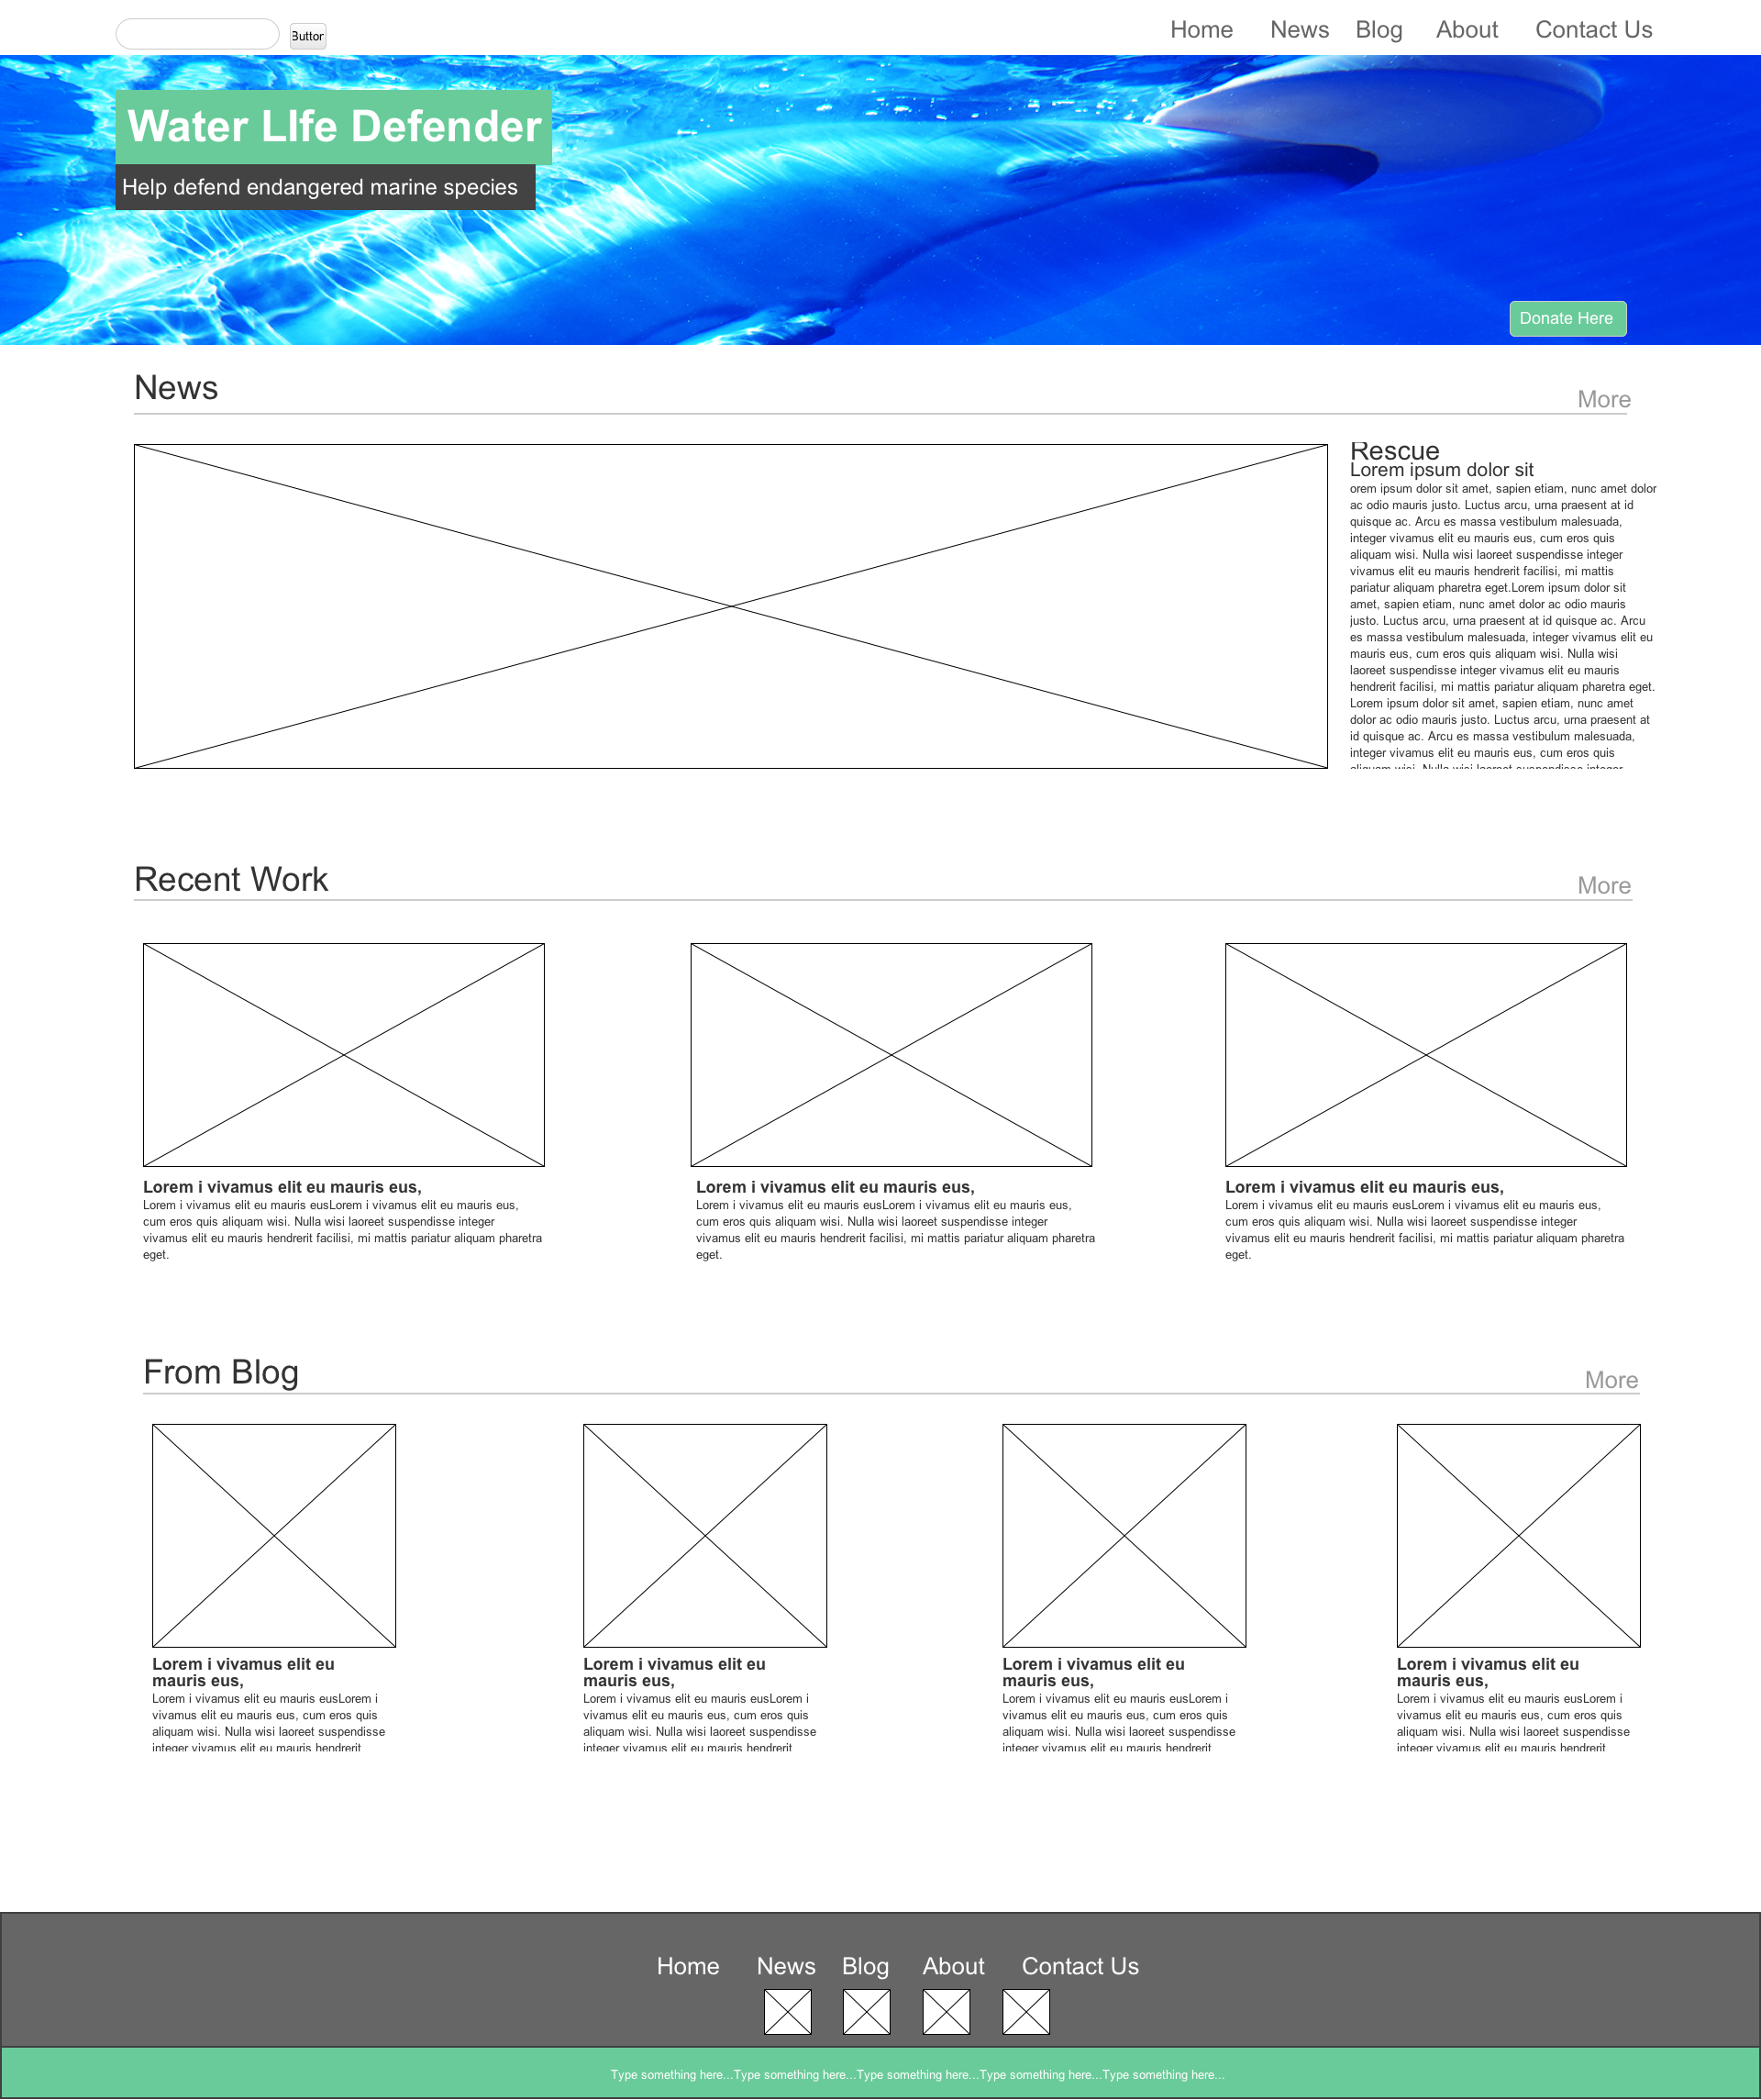 Button
Home News Blog About Contact Us
Water LIfe Defender
Help defend endangered marine species
Donate Here
News
More
Rescue
Lorem ipsum dolor sit
orem ipsum dolor sit amet, sapien etiam, nunc amet dolor
ac odio mauris justo. Luctus arcu, urna praesent at id
quisque ac. Arcu es massa vestibulum malesuada,
integer vivamus elit eu mauris eus, cum eros quis
aliquam wisi. Nulla wisi laoreet suspendisse integer
vivamus elit eu mauris hendrerit facilisi, mi mattis
pariatur aliquam pharetra eget.Lorem ipsum dolor sit
amet, sapien etiam, nunc amet dolor ac odio mauris
justo. Luctus arcu, urna praesent at id quisque ac. Arcu
es massa vestibulum malesuada, integer vivamus elit eu
mauris eus, cum eros quis aliquam wisi. Nulla wisi
laoreet suspendisse integer vivamus elit eu mauris
hendrerit facilisi, mi mattis pariatur aliquam pharetra eget.
Lorem ipsum dolor sit amet, sapien etiam, nunc amet
dolor ac odio mauris justo. Luctus arcu, urna praesent at
id quisque ac. Arcu es massa vestibulum malesuada,
integer vivamus elit eu mauris eus, cum eros quis
aliquam wisi. Nulla wisi laoreet suspendisse integer
Recent Work
More
Lorem i vivamus elit eu mauris eus,
Lorem i vivamus elit eu mauris eusLorem i vivamus elit eu mauris eus,
cum eros quis aliquam wisi. Nulla wisi laoreet suspendisse integer
vivamus elit eu mauris hendrerit facilisi, mi mattis pariatur aliquam pharetra
eget.
Lorem i vivamus elit eu mauris eus,
Lorem i vivamus elit eu mauris eusLorem i vivamus elit eu mauris eus,
cum eros quis aliquam wisi. Nulla wisi laoreet suspendisse integer
vivamus elit eu mauris hendrerit facilisi, mi mattis pariatur aliquam pharetra
eget.
Lorem i vivamus elit eu mauris eus,
Lorem i vivamus elit eu mauris eusLorem i vivamus elit eu mauris eus,
cum eros quis aliquam wisi. Nulla wisi laoreet suspendisse integer
vivamus elit eu mauris hendrerit facilisi, mi mattis pariatur aliquam pharetra
eget.
From Blog
More
Lorem i vivamus elit eu
mauris eus,
Lorem i vivamus elit eu mauris eusLorem i
vivamus elit eu mauris eus, cum eros quis
aliquam wisi. Nulla wisi laoreet suspendisse
integer vivamus elit eu mauris hendrerit
Lorem i vivamus elit eu
mauris eus,
Lorem i vivamus elit eu mauris eusLorem i
vivamus elit eu mauris eus, cum eros quis
aliquam wisi. Nulla wisi laoreet suspendisse
integer vivamus elit eu mauris hendrerit
Lorem i vivamus elit eu
mauris eus,
Lorem i vivamus elit eu mauris eusLorem i
vivamus elit eu mauris eus, cum eros quis
aliquam wisi. Nulla wisi laoreet suspendisse
integer vivamus elit eu mauris hendrerit
Lorem i vivamus elit eu
mauris eus,
Lorem i vivamus elit eu mauris eusLorem i
vivamus elit eu mauris eus, cum eros quis
aliquam wisi. Nulla wisi laoreet suspendisse
integer vivamus elit eu mauris hendrerit
Home News Blog About Contact Us
Type something here...Type something here...Type something here...Type something here...Type something here...